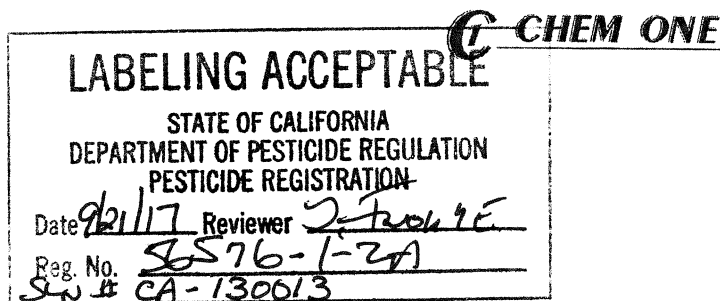 CHEM ONE
LABELING ACCEPTABLE
STATE OF CALIFORNIA
DEPARTMENT OF PESTICIDE REGULATION
PESTICIDE REGISTRATION
Date 9/21/17 Reviewer
Reg. No. 56576-1-ZA
SLN # CA-130013